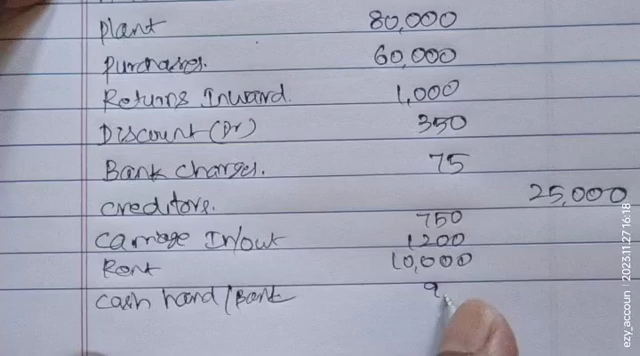 Plant 80,000
Purchases. 60,000
Returns Inward. 1,000
Discount (Dr) 350
Bank charges. 75
Creditors. 25,000
750
Carriage In/out 1200
Rent 10,000
Cash hand/Bank 9
ezy_accoun | 2023.11.27 16:18